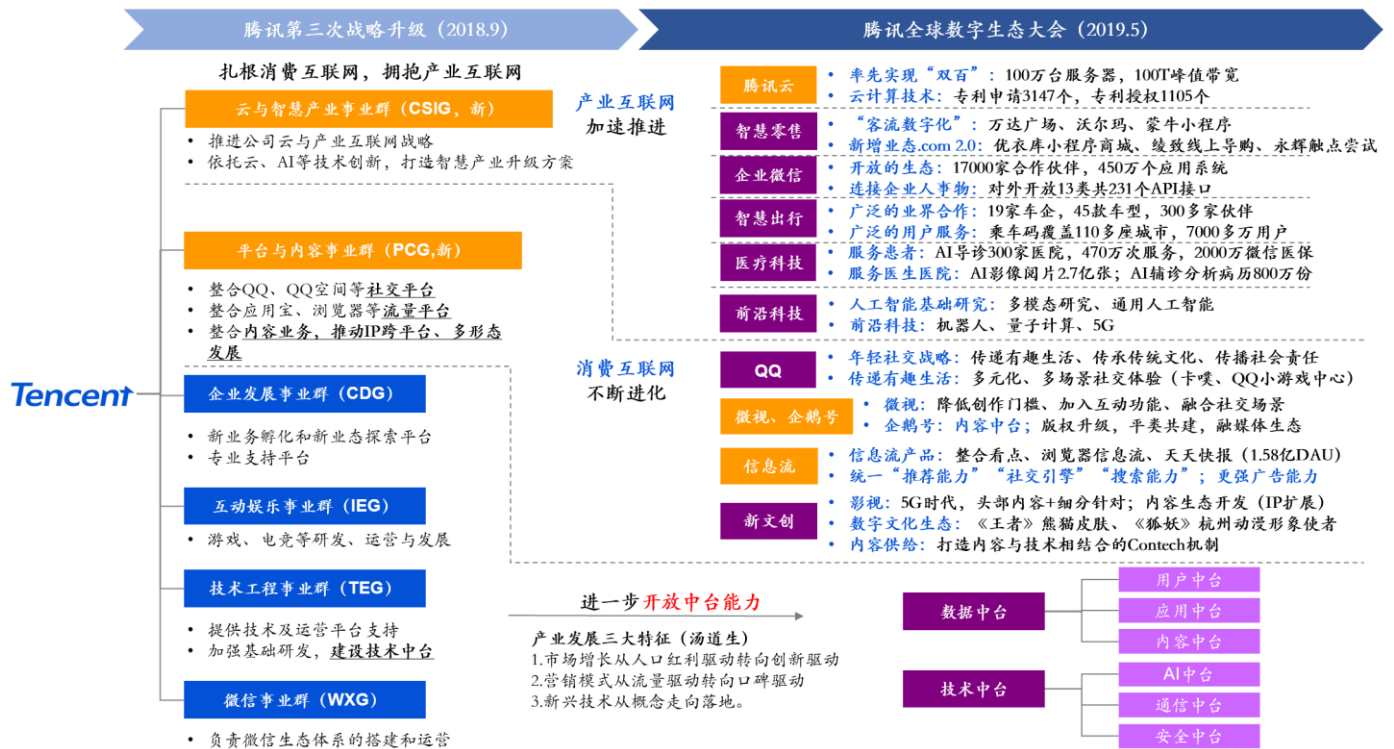 腾讯第三次战略升级（2018.9）
腾讯全球数字生态大会（2019.5）
扎根消费互联网，拥抱产业互联网
云与智慧产业事业群（CSIG，新）
• 推进公司云与产业互联网战略
• 依托云、AI等技术创新，打造智慧产业升级方案
平台与内容事业群（PCG,新）
• 整合QQ、QQ空间等社交平台
• 整合应用宝、浏览器等流量平台
• 整合内容业务，推动IP跨平台、多形态
发展
Tencent
企业发展事业群（CDG）
• 新业务孵化和新业态探索平台
• 专业支持平台
互动娱乐事业群（IEG）
• 游戏、电竞等研发、运营与发展
技术工程事业群（TEG）
• 提供技术及运营平台支持
• 加强基础研发，建设技术中台
微信事业群（WXG）
• 负责微信生态体系的搭建和运营
产业互联网
加速推进
消费互联网
不断进化
腾讯云
• 率先实现“双百”：100万台服务器，100T峰值带宽
• 云计算技术：专利申请3147个，专利授权1105个
智慧零售
• “客流数字化”：万达广场、沃尔玛、蒙牛小程序
• 新增业态.com 2.0：优衣库小程序商城、绫致线上导购、永辉触点尝试
企业微信
• 开放的生态：17000家合作伙伴，450万个应用系统
• 连接企业人事物：对外开放13类共231个API接口
智慧出行
• 广泛的业界合作：19家车企，45款车型，300多家伙伴
• 广泛的用户服务：乘车码覆盖110多座城市，7000多万用户
医疗科技
• 服务患者：AI导诊300家医院，470万次服务，2000万微信医保
• 服务医生医院：AI影像阅片2.7亿张；AI辅诊分析病历800万份
前沿科技
• 人工智能基础研究：多模态研究、通用人工智能
• 前沿科技：机器人、量子计算、5G
QQ
• 年轻社交战略：传递有趣生活、传承传统文化、传播社会责任
• 传递有趣生活：多元化、多场景社交体验（卡噗、QQ小游戏中心）
微视、企鹅号
• 微视：降低创作门槛、加入互动功能、融合社交场景
• 企鹅号：内容中台；版权升级，平类共建，融媒体生态
信息流
• 信息流产品：整合看点、浏览器信息流、天天快报（1.58亿DAU）
• 统一“推荐能力”“社交引擎”“搜索能力”；更强广告能力
新文创
• 影视：5G时代，头部内容+细分针对；内容生态开发（IP扩展）
• 数字文化生态：《王者》熊猫皮肤、《狐妖》杭州动漫形象使者
• 内容供给：打造内容与技术相结合的Contech机制
进一步开放中台能力
产业发展三大特征（汤道生）
1.市场增长从人口红利驱动转向创新驱动
2.营销模式从流量驱动转向口碑驱动
3.新兴技术从概念走向落地。
数据中台
用户中台
应用中台
内容中台
技术中台
AI中台
通信中台
安全中台